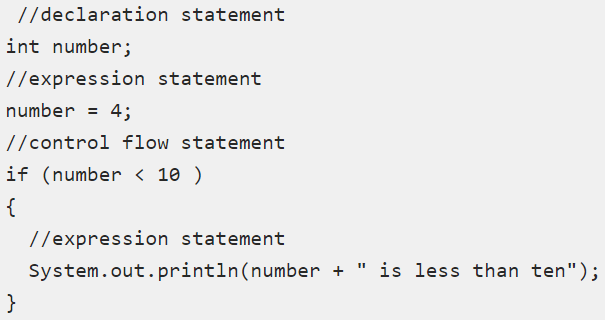 //declaration statement
int number;
//expression statement
number = 4;
//control flow statement
if (number < 10 )
{
//expression statement
System.out.println(number + " is less than ten");
}